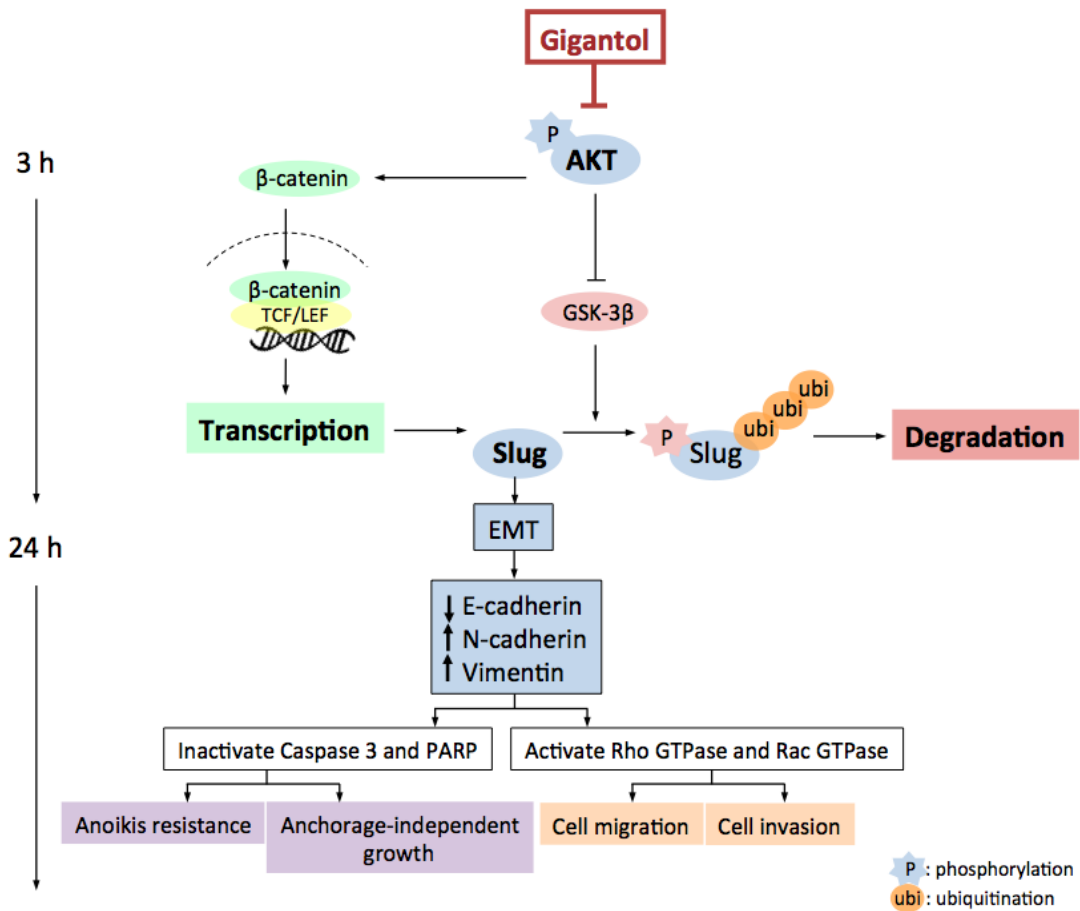 Gigantol
P
AKT
3 h
β-catenin
β-catenin
TCF/LEF
GSK-3β
ubi
ubi
ubi
Transcription
Slug
P
Slug
Degradation
EMT
24 h
↓ E-cadherin
↑ N-cadherin
↑ Vimentin
Inactivate Caspase 3 and PARP
Activate Rho GTPase and Rac GTPase
Anoikis resistance
Anchorage-independent
growth
Cell migration
Cell invasion
P : phosphorylation
ubi : ubiquitination